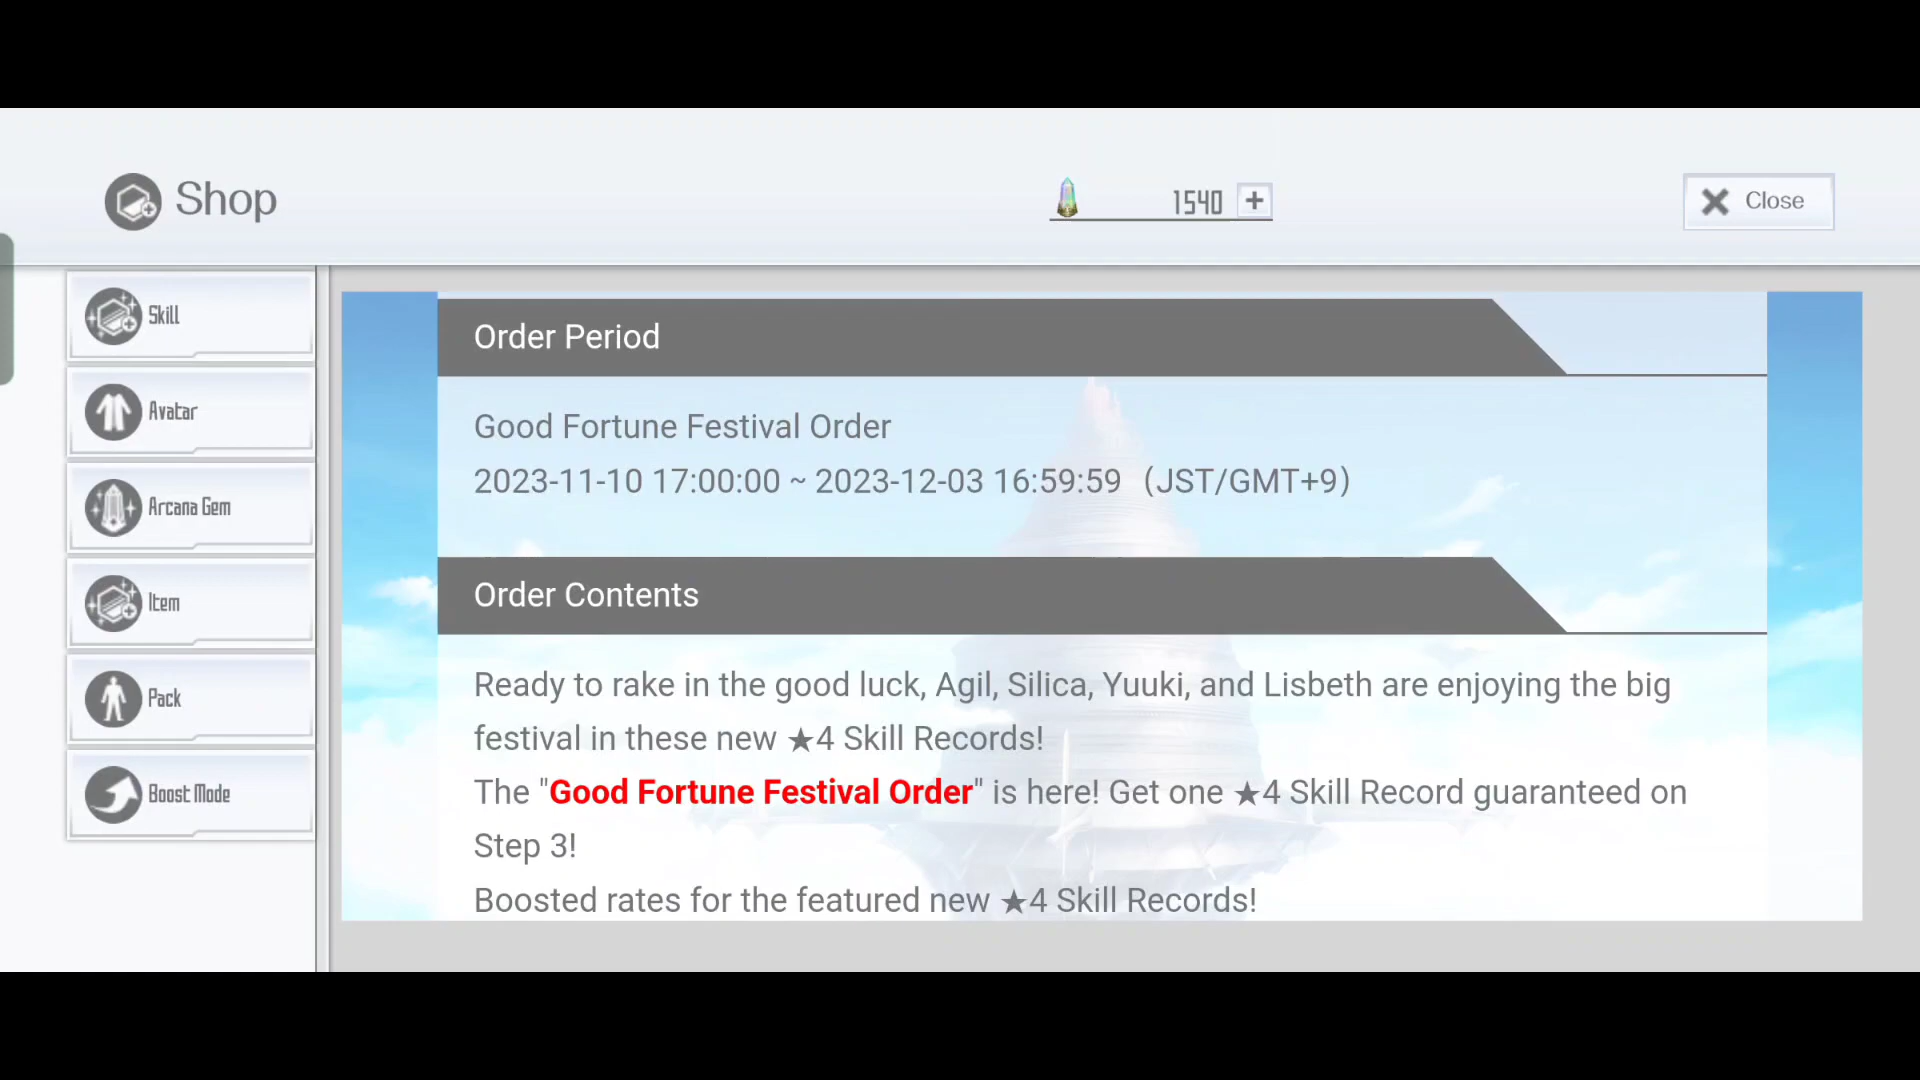 Shop
1540
Close
Skill
Avatar
Arcana Gem
Item
Pack
Boost Mode
Order Period
Good Fortune Festival Order
2023-11-10 17:00:00 ~ 2023-12-03 16:59:59 (JST/GMT+9)
Order Contents
Ready to rake in the good luck, Agil, Silica, Yuuki, and Lisbeth are enjoying the big
festival in these new ★4 Skill Records!
The "Good Fortune Festival Order" is here! Get one ★4 Skill Record guaranteed on
Step 3!
Boosted rates for the featured new ★4 Skill Records!